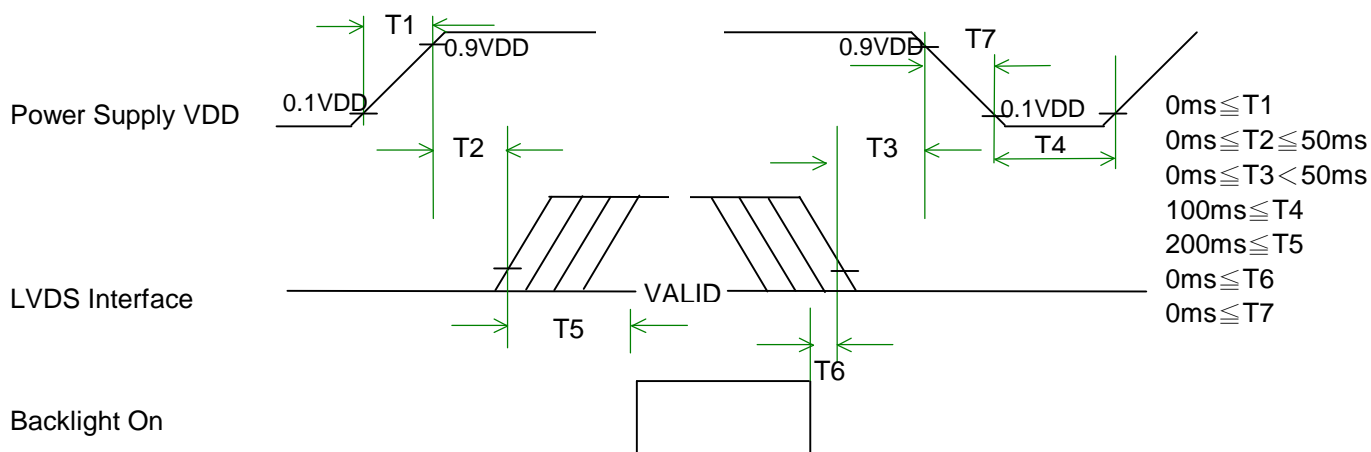 T1
0.9VDD
0.9VDD
T7
Power Supply VDD
0.1VDD
0.1VDD
T2
T3
T4
0ms≦T1
0ms≦T2≦50ms
0ms≦T3<50ms
100ms≦T4
200ms≦T5
0ms≦T6
0ms≦T7
LVDS Interface
VALID
T5
T6
Backlight On